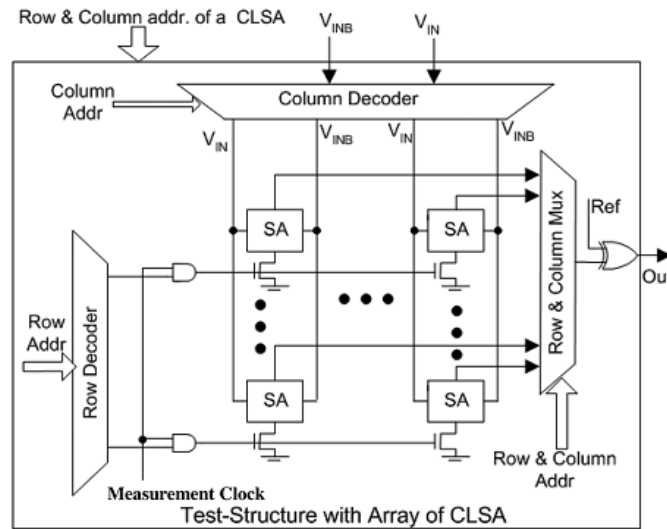 Row & Column addr. of a CLSA
VINB
VIN
Column
Addr
Column Decoder
VIN
VINB
VIN
VINB
SA
SA
Ref
Out
Row & Column Mux
Row
Addr
Row Decoder
SA
SA
Row & Column
Addr
Measurement Clock
Test-Structure with Array of CLSA